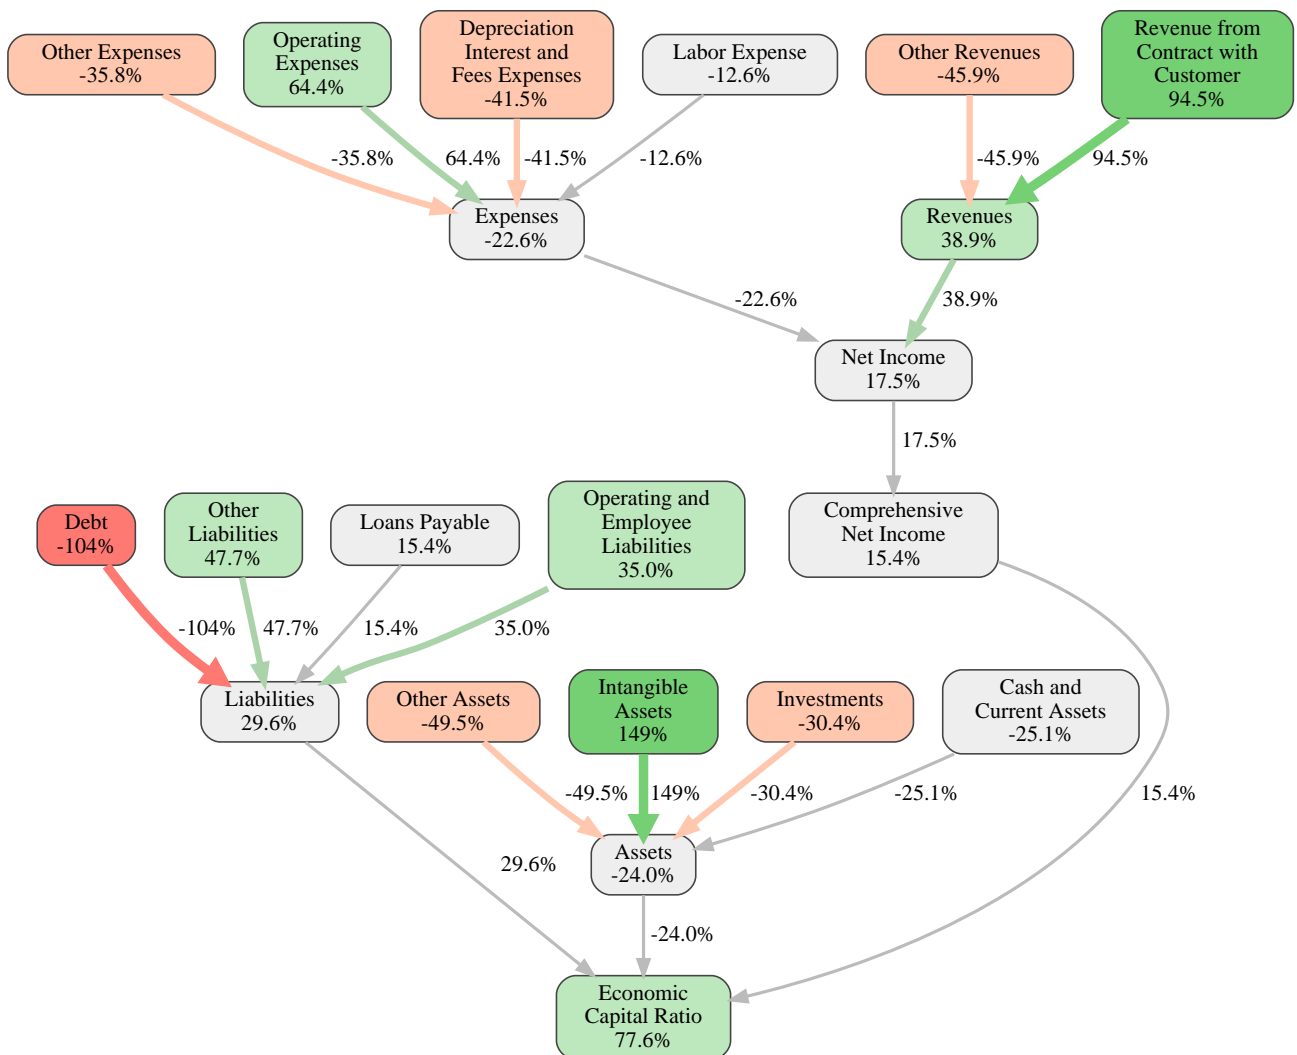 Other Expenses
-35.8%
Operating
Expenses
64.4%
Depreciation
Interest and
Fees Expenses
-41.5%
Labor Expense
-12.6%
Other Revenues
-45.9%
Revenue from
Contract with
Customer
94.5%
-35.8%
64.4%
-41.5%
-12.6%
-45.9%
94.5%
Expenses
-22.6%
Revenues
38.9%
-22.6%
38.9%
Net Income
17.5%
17.5%
Debt
-104%
Other
Liabilities
47.7%
Loans Payable
15.4%
Operating and
Employee
Liabilities
35.0%
Comprehensive
Net Income
15.4%
-104%
47.7%
15.4%
35.0%
Liabilities
29.6%
Other Assets
-49.5%
Intangible
Assets
149%
Investments
-30.4%
Cash and
Current Assets
-25.1%
-49.5%
149%
-30.4%
-25.1%
15.4%
Assets
-24.0%
29.6%
-24.0%
Economic
Capital Ratio
77.6%